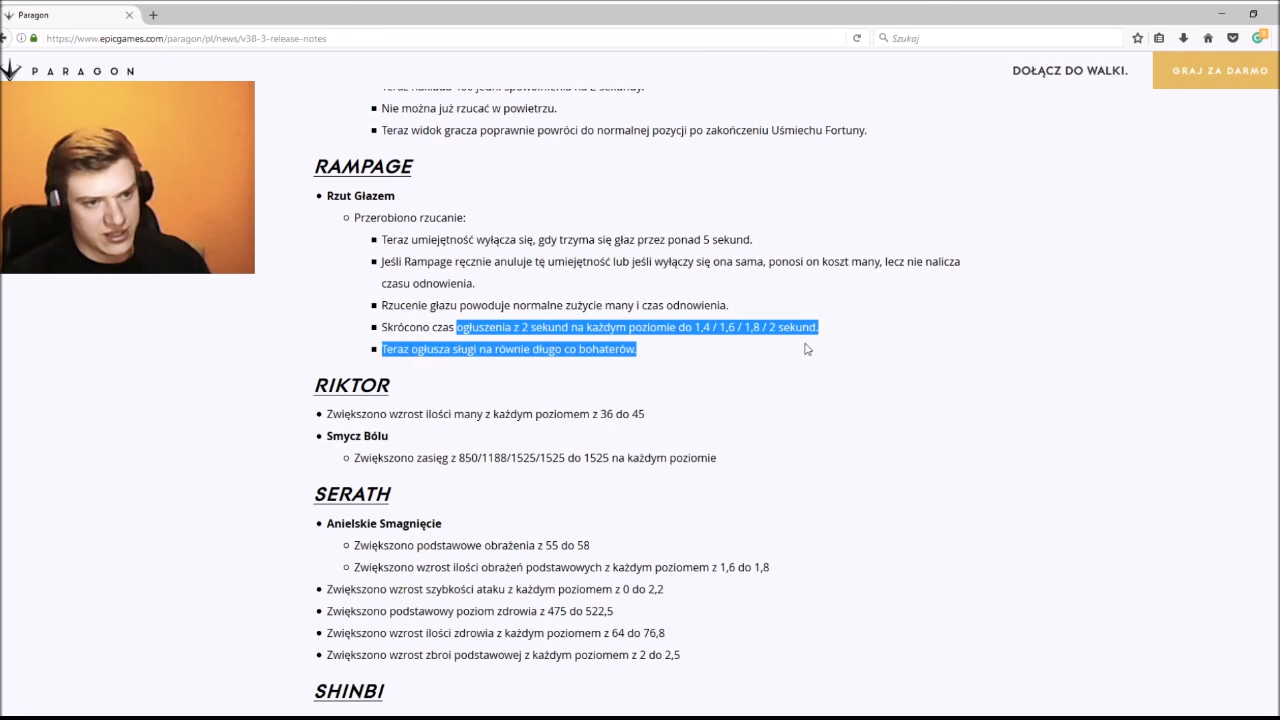 Paragon
https://www.epicgames.com/paragon/pl/news/v38-3-release-notes
Szukaj
PARAGON
DOŁĄCZ DO WALKI.
GRAJ ZA DARMO
Teraz nakłada 400 jedn. spowolnienia na 2 sekundy.
Nie można już rzucać w powietrzu.
Teraz widok gracza poprawnie powróci do normalnej pozycji po zakończeniu Uśmiechu Fortuny.
RAMPAGE
Rzut Głazem
Przerobiono rzucanie:
Teraz umiejętność wyłącza się, gdy trzyma się głaz przez ponad 5 sekund.
Jeśli Rampage ręcznie anuluje tę umiejętność lub jeśli wyłączy się ona sama, ponosi on koszt many, lecz nie nalicza
czasu odnowienia.
Rzucenie głazu powoduje normalne zużycie many i czas odnowienia.
Skrócono czas ogłuszenia z 2 sekund na każdym poziomie do 1,4 / 1,6 / 1,8 / 2 sekund.
Teraz ogłusza sługi na równie długo co bohaterów.
RIKTOR
Zwiększono wzrost ilości many z każdym poziomem z 36 do 45
Smycz Bólu
Zwiększono zasięg z 850/1188/1525/1525 do 1525 na każdym poziomie
SERATH
Anielskie Smagnięcie
Zwiększono podstawowe obrażenia z 55 do 58
Zwiększono wzrost ilości obrażeń podstawowych z każdym poziomem z 1,6 do 1,8
Zwiększono wzrost szybkości ataku z każdym poziomem z 0 do 2,2
Zwiększono podstawowy poziom zdrowia z 475 do 522,5
Zwiększono wzrost ilości zdrowia z każdym poziomem z 64 do 76,8
Zwiększono wzrost zbroi podstawowej z każdym poziomem z 2 do 2,5
SHINBI